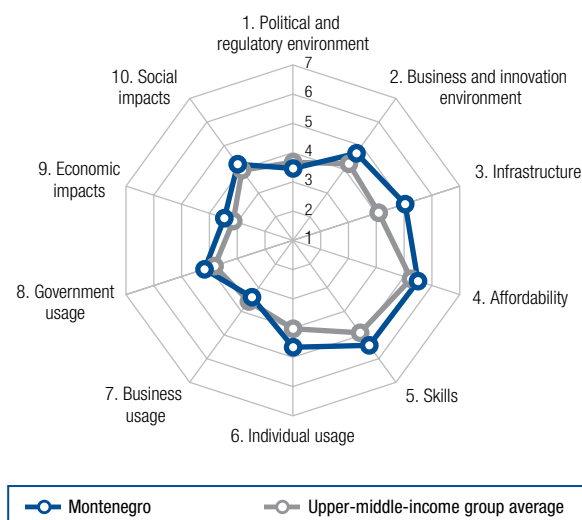 1. Political and
regulatory environment
2. Business and innovation
environment
3. Infrastructure
4. Affordability
5. Skills
6. Individual usage
7. Business
usage
8. Government
usage
9. Economic
impacts
10. Social
impacts
7
6
5
4
3
2
1
Montenegro
Upper-middle-income group average